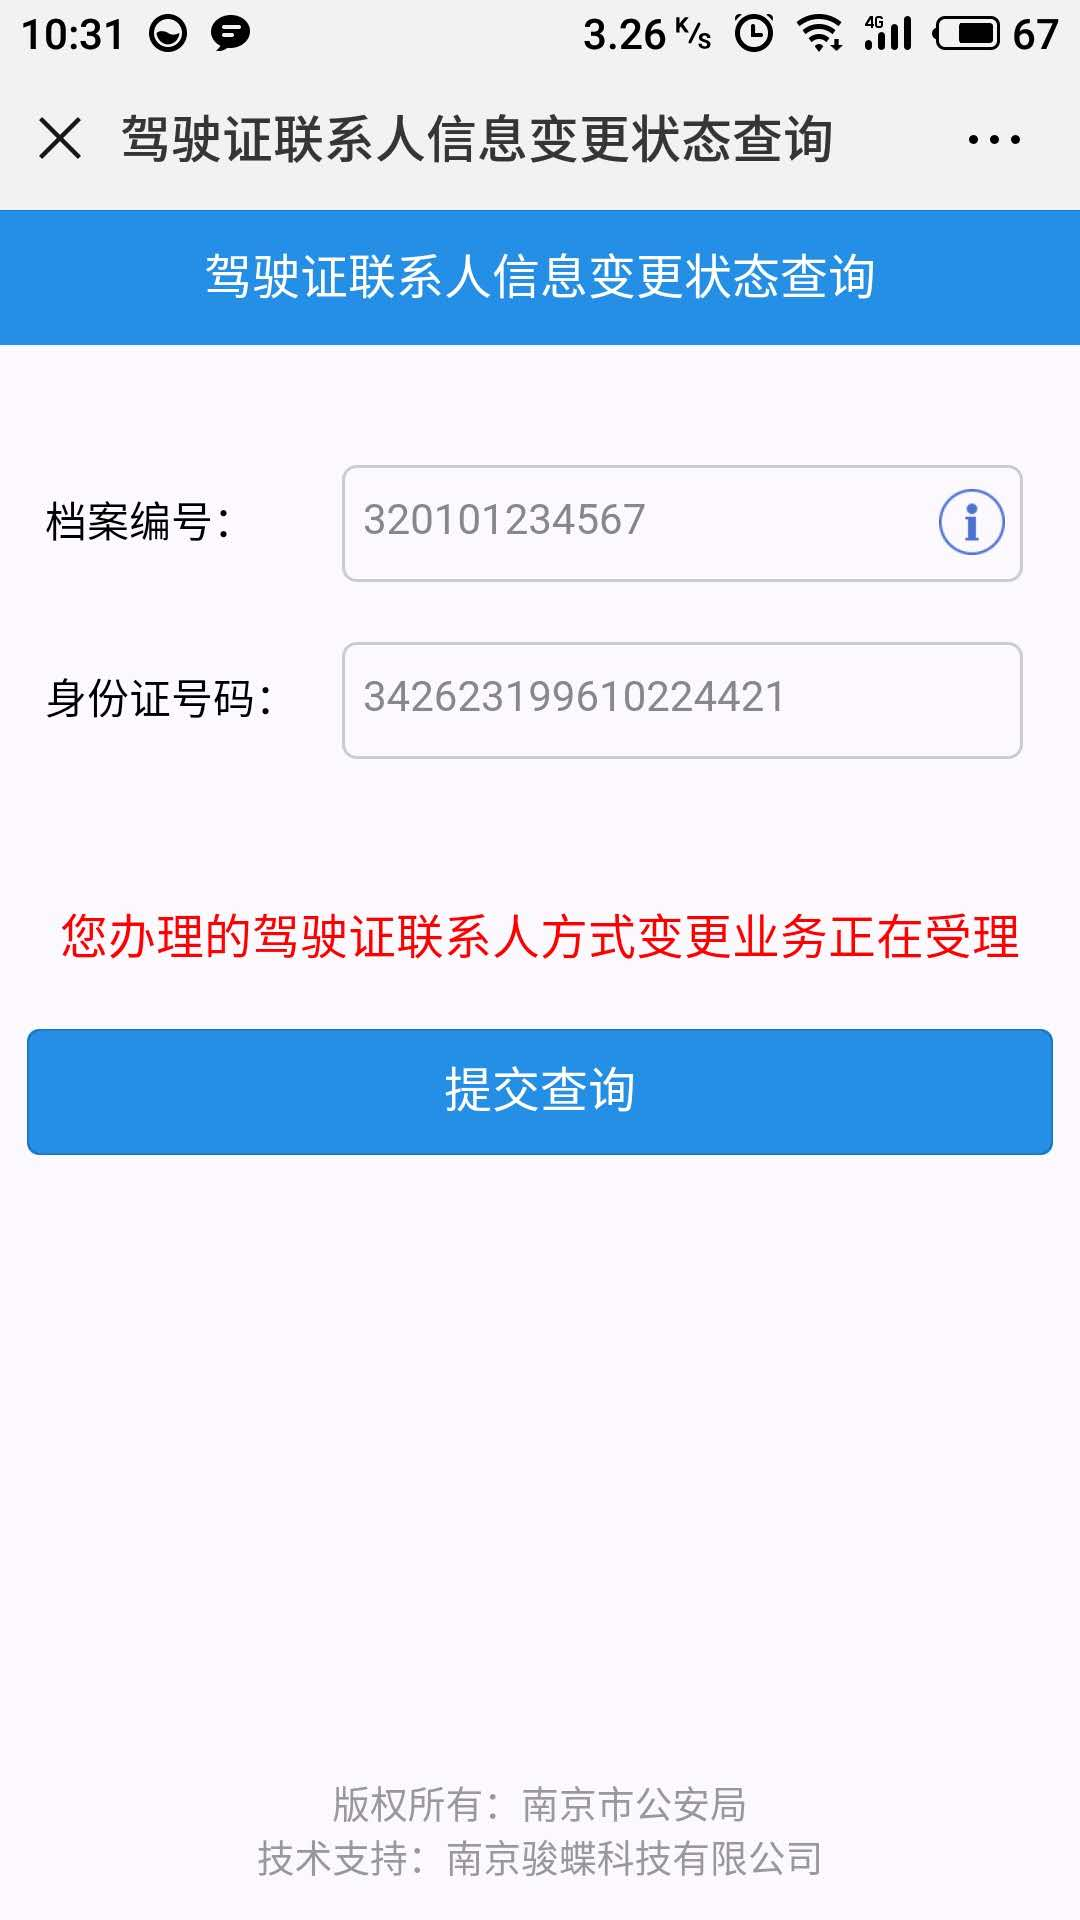 10:31 3.26 K/s 4G 67
驾驶证联系人信息变更状态查询
驾驶证联系人信息变更状态查询
档案编号： 320101234567
身份证号码： 342623199610224421
您办理的驾驶证联系人方式变更业务正在受理
提交查询
版权所有：南京市公安局
技术支持：南京骏蝶科技有限公司